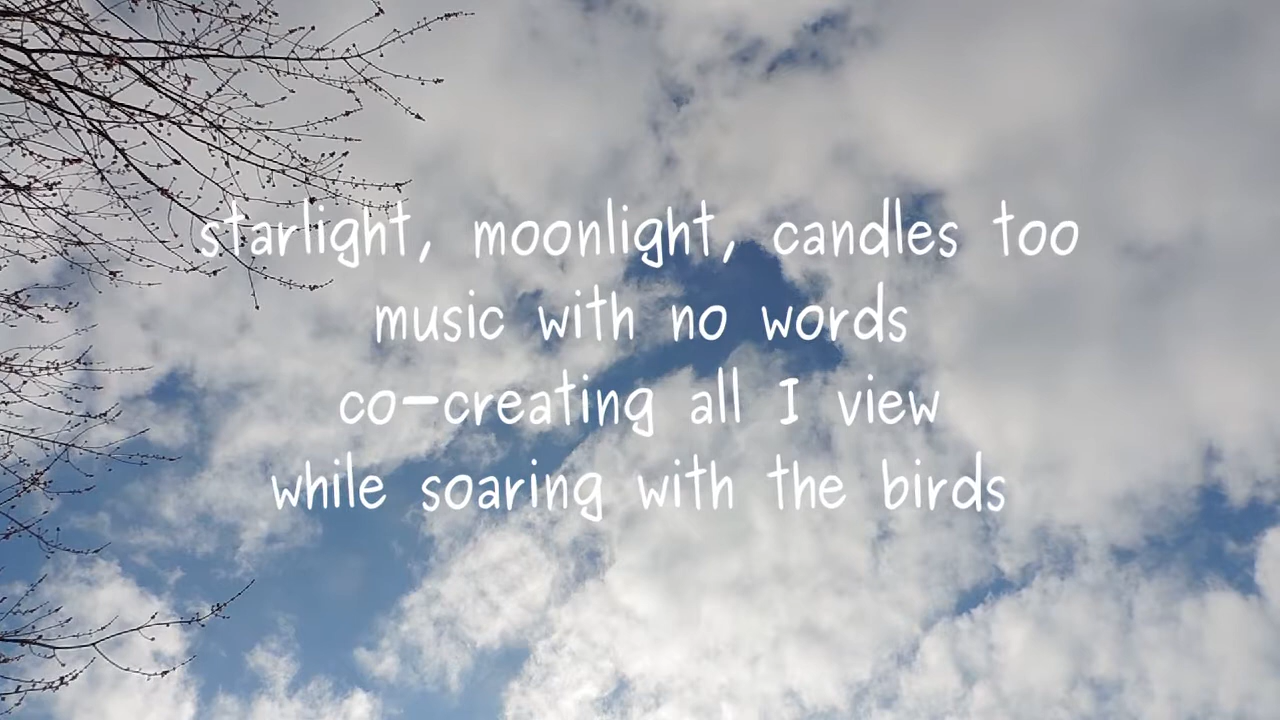 starlight, moonlight, candles too
music with no words
co-creating all I view
while soaring with the birds